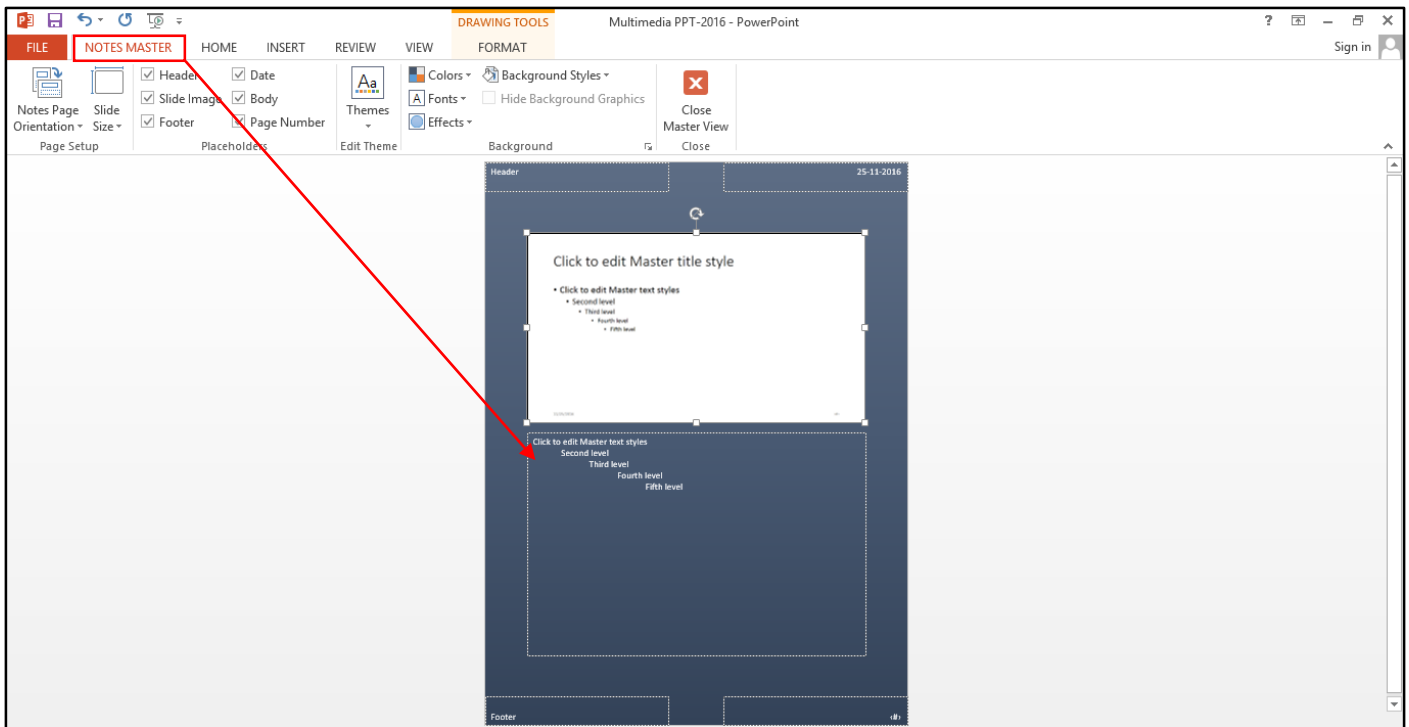 DRAWING TOOLS Multimedia PPT-2016 - PowerPoint ?
FILE NOTES MASTER HOME INSERT REVIEW VIEW FORMAT Sign in
Header Date Aa Colors Background Styles
Slide Image Body A Fonts Hide Background Graphics
Notes Page Slide Themes Close
Orientation Size Footer Page Number Effects Master View
Page Setup Placeholders Edit Theme Background Close
Header 25-11-2016
Click to edit Master title style
• Click to edit Master text styles
• Second level
• Third level
• Fourth level
• Fifth level
Click to edit Master text styles
Second level
Third level
Fourth level
Fifth level
Footer ‹#›